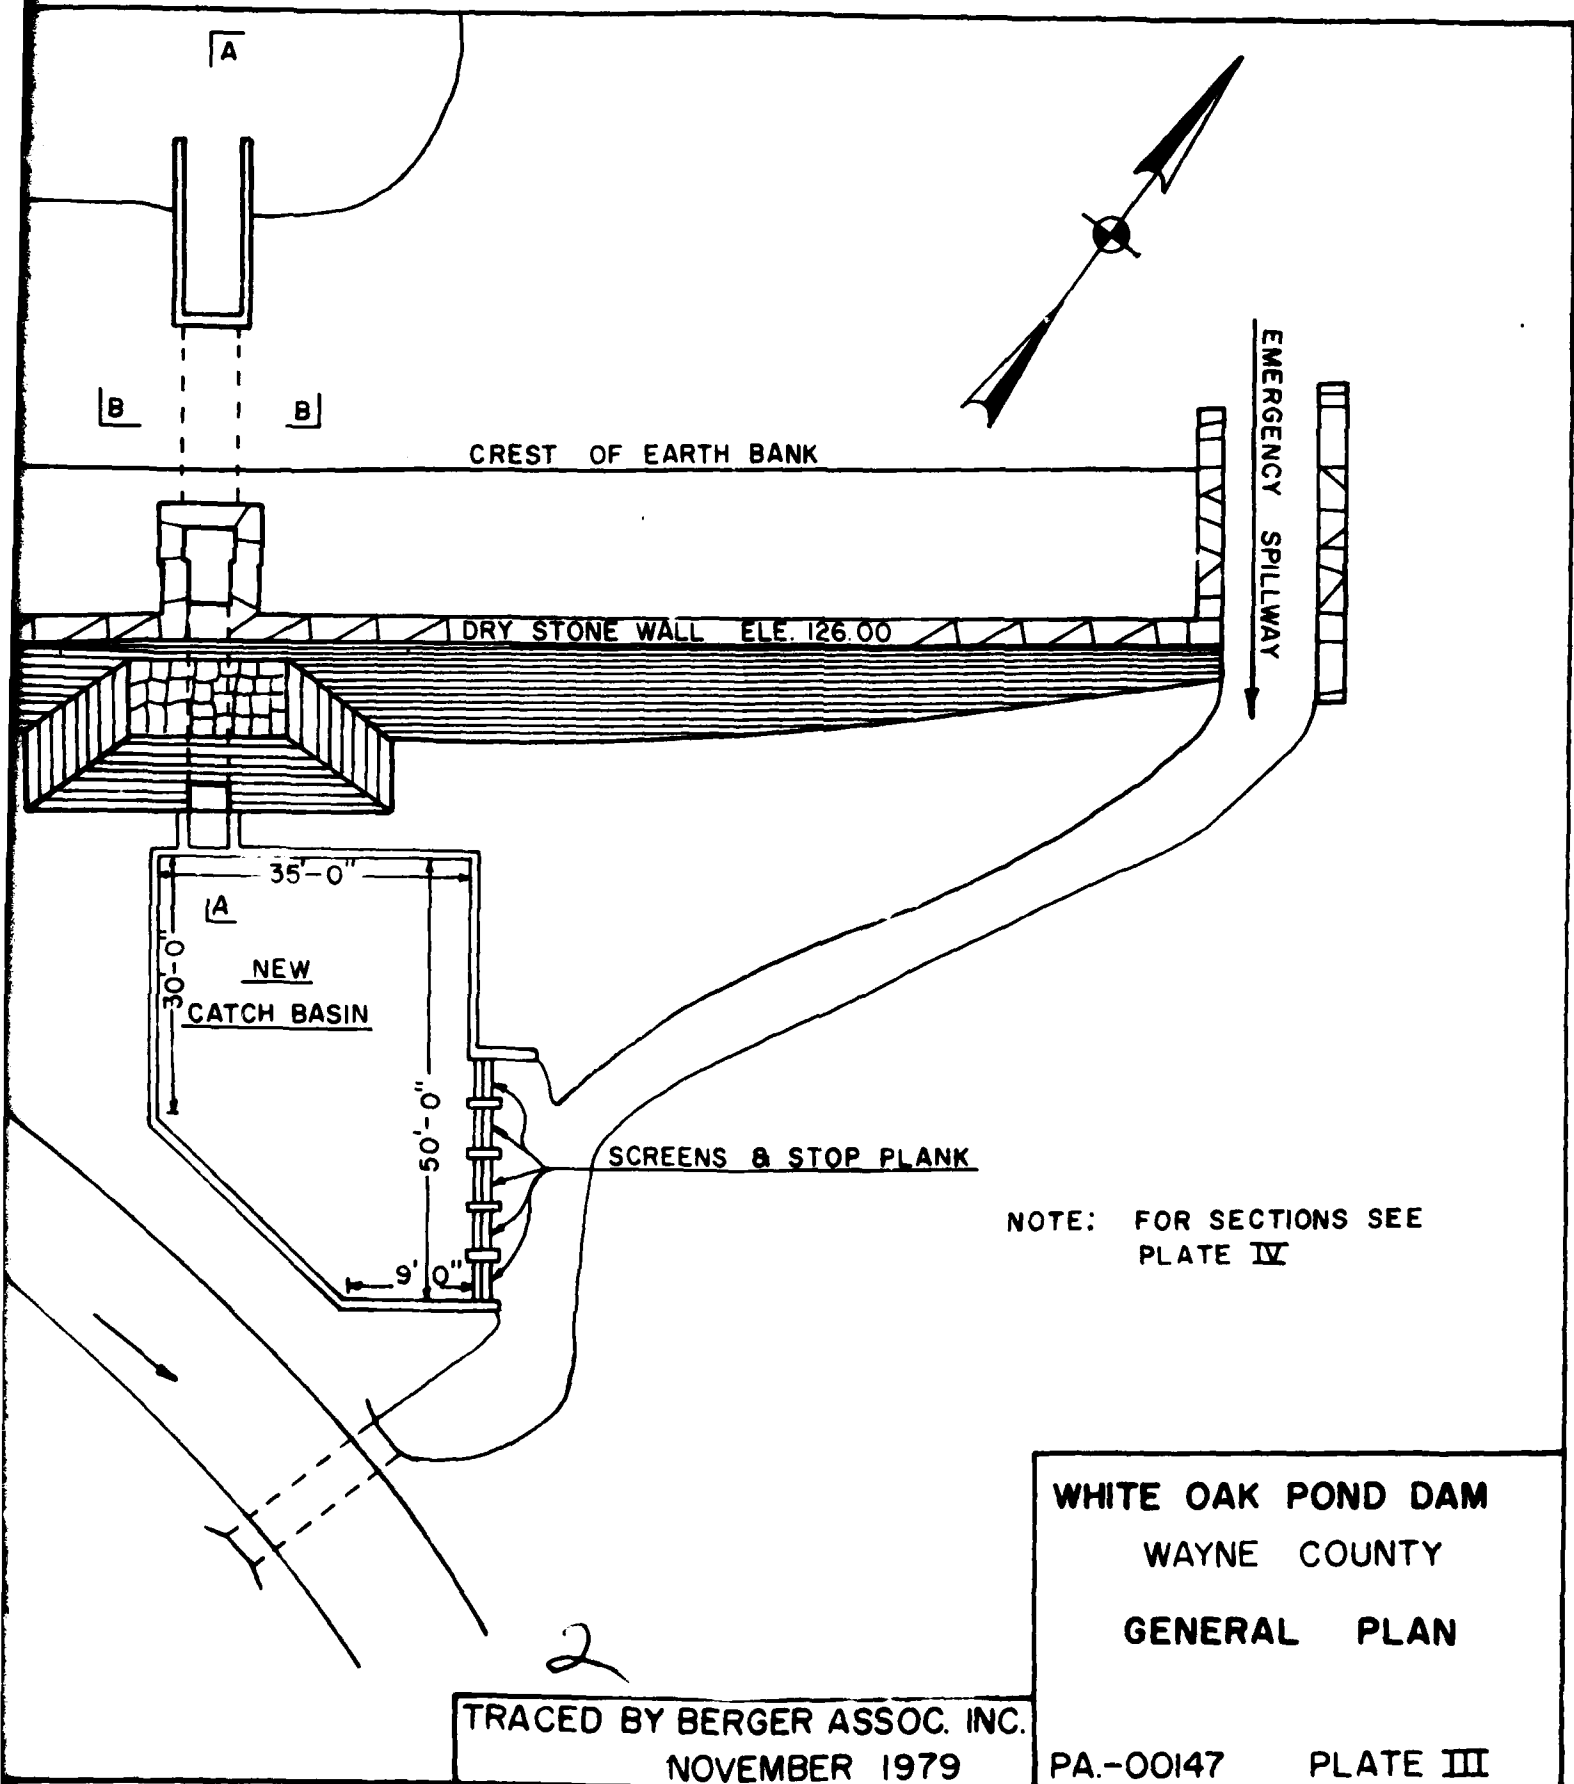 A
B B
EMERGENCY SPILLWAY
CREST OF EARTH BANK
DRY STONE WALL ELE. 126.00
35'-0"
A
30'-0"
NEW
CATCH BASIN
50'-0"
SCREENS & STOP PLANK
NOTE: FOR SECTIONS SEE
PLATE IV
9' 0"
WHITE OAK POND DAM
WAYNE COUNTY
GENERAL PLAN
2
TRACED BY BERGER ASSOC. INC.
NOVEMBER 1979
PA.-00147 PLATE III